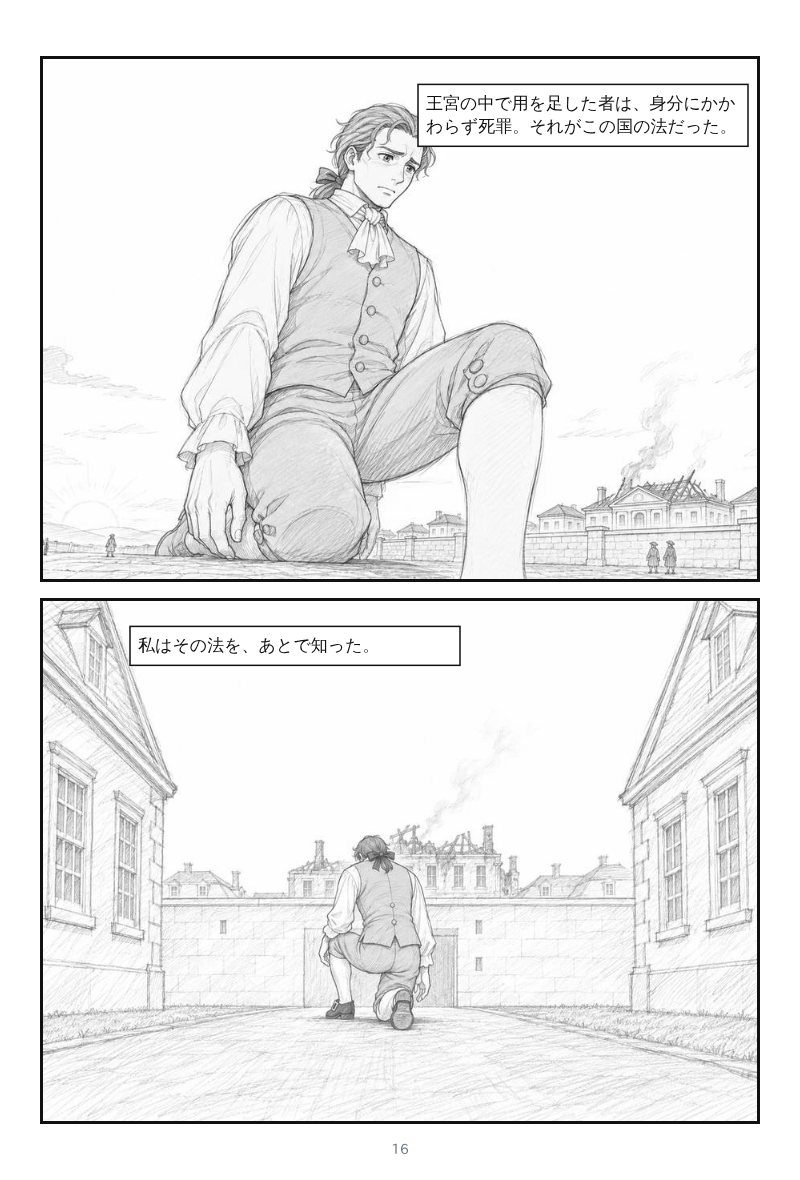 王宮の中で用を足した者は、身分にかか
わらず死罪。それがこの国の法だった。
私はその法を、あとで知った。
16